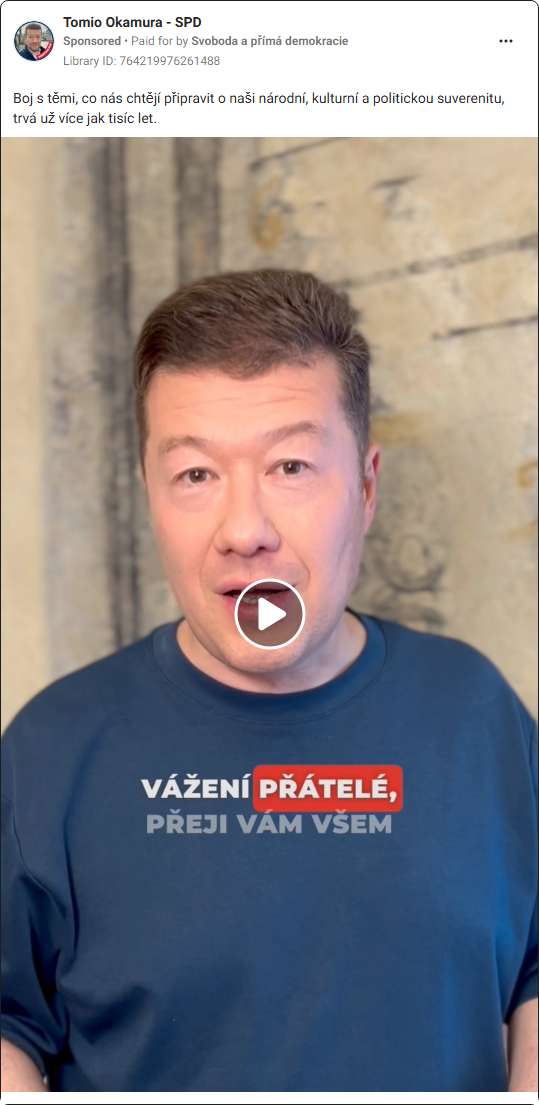 Tomio Okamura - SPD
Sponsored • Paid for by Svoboda a přímá demokracie
Library ID: 764219976261488
Boj s těmi, co nás chtějí připravit o naši národní, kulturní a politickou suverenitu,
trvá už více jak tisíc let.
VÁŽENÍ PŘÁTELÉ,
PŘEJI VÁM VŠEM